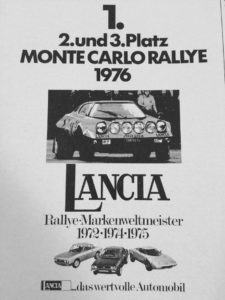 1.
2.und 3.Platz
MONTE CARLO RALLYE
1976
LANCIA
Rallye-Markenweltmeister
1972·1974·1975
LANCIA ...das wertvolle Automobil